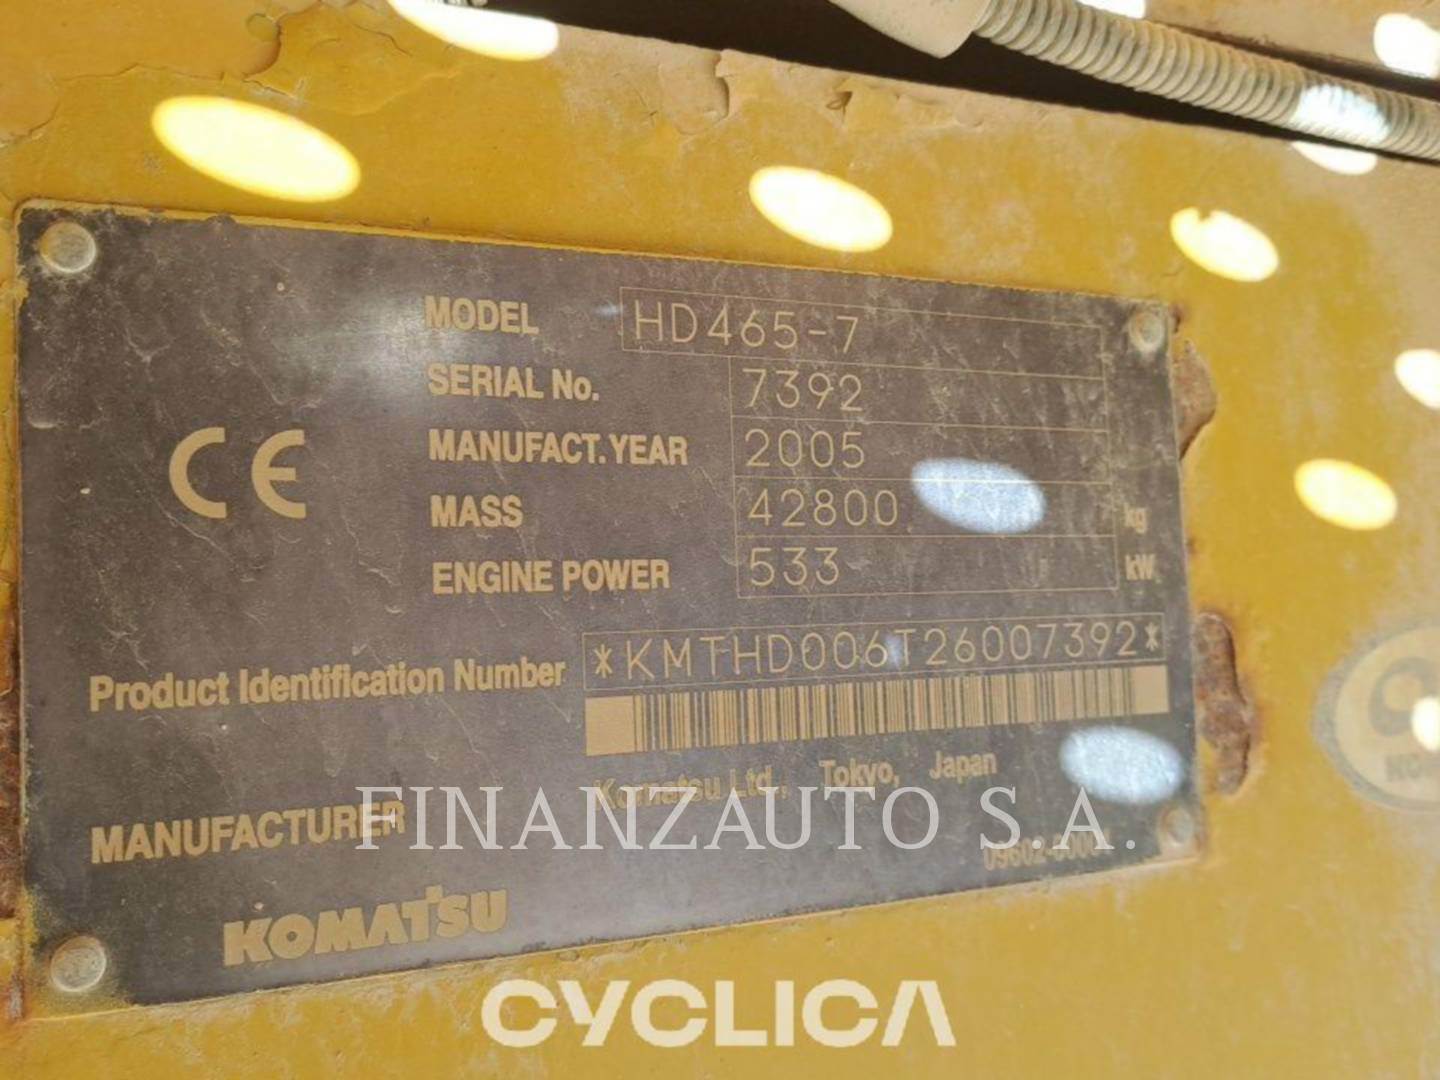 MODEL HD465-7
SERIAL No. 7392
MANUFACT. YEAR 2005
MASS 42800 kg
ENGINE POWER 533 kW
CE
Product Identification Number *KMTHD006T26007392*
MANUFACTURER Komatsu Ltd., Tokyo, Japan
FINANZAUTO S.A.
KOMATSU
CYCLICA